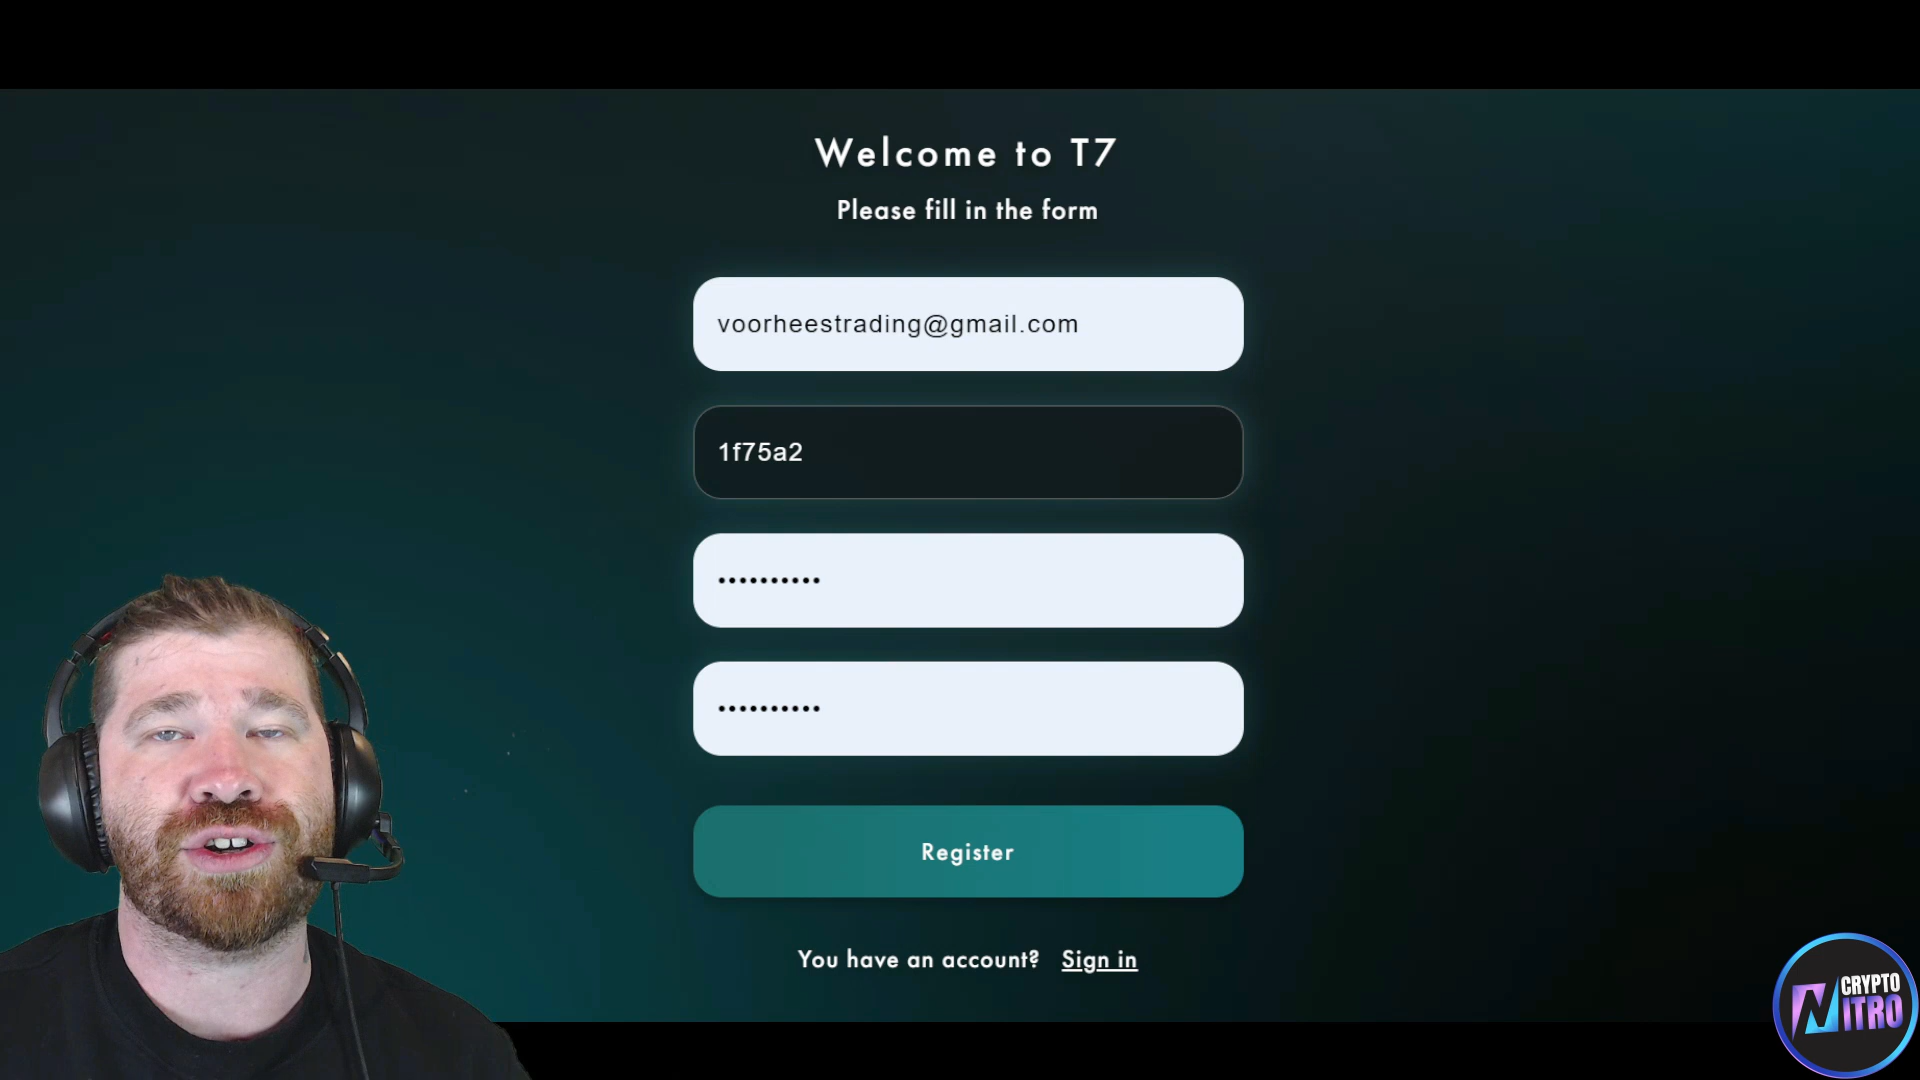 Welcome to T7
Please fill in the form
voorheestrading@gmail.com
1f75a2
••••••••••
••••••••••
Register
You have an account? Sign in
CRYPTO
NITRO